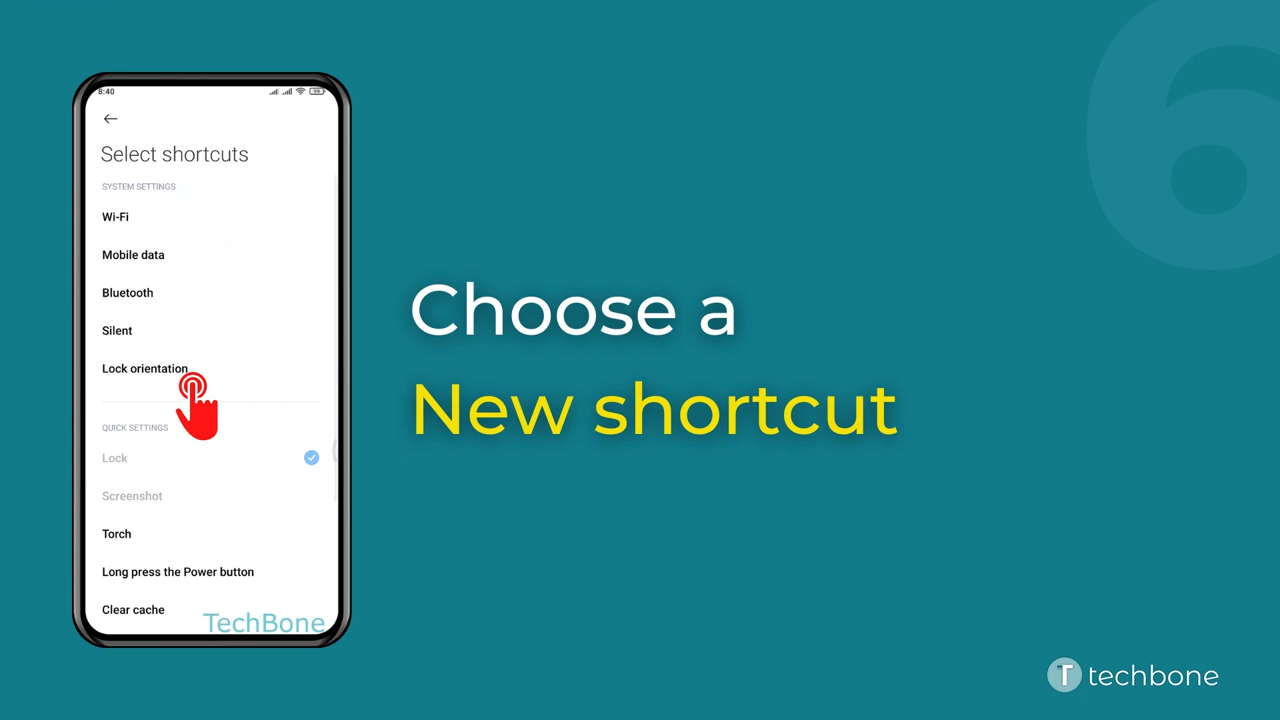 6
8:40
98
Select shortcuts
SYSTEM SETTINGS
Wi-Fi
Mobile data
Bluetooth
Silent
Lock orientation
QUICK SETTINGS
Lock
Screenshot
Torch
Long press the Power button
Clear cache
TechBone
Choose a
New shortcut
T techbone